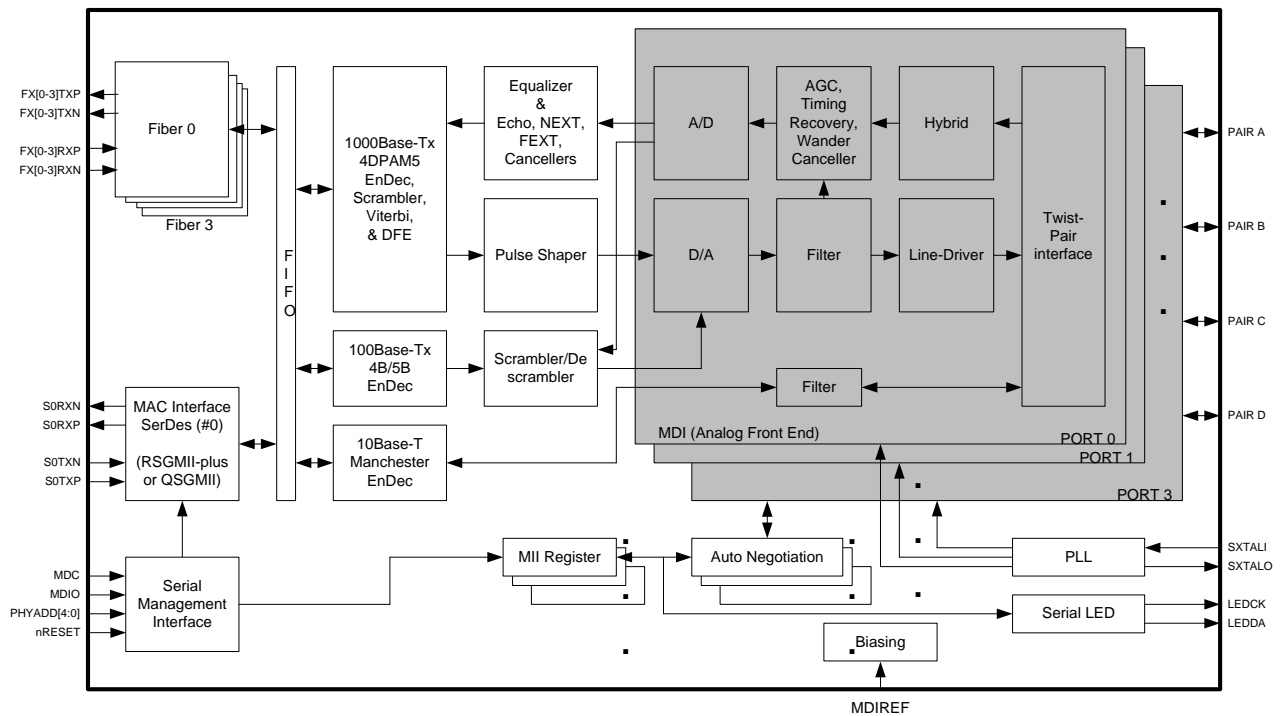 FX[0-3]TXP
FX[0-3]TXN
FX[0-3]RXP
FX[0-3]RXN
Fiber 0
Fiber 3
F
I
F
O
1000Base-Tx
4DPAM5
EnDec,
Scrambler,
Viterbi,
& DFE
Equalizer
&
Echo, NEXT,
FEXT,
Cancellers
Pulse Shaper
A/D
AGC,
Timing
Recovery,
Wander
Canceller
Hybrid
D/A
Filter
Line-Driver
Twist-
Pair
interface
PAIR A
PAIR B
PAIR C
PAIR D
100Base-Tx
4B/5B
EnDec
Scrambler/De
scrambler
Filter
MDI (Analog Front End)
PORT 0
PORT 1
PORT 3
S0RXN
S0RXP
S0TXN
S0TXP
MAC Interface
SerDes (#0)
(RSGMII-plus
or QSGMII)
10Base-T
Manchester
EnDec
MDC
MDIO
PHYADD[4:0]
nRESET
Serial
Management
Interface
MII Register
Auto Negotiation
PLL
SXTALI
SXTALO
Serial LED
LEDCK
LEDDA
Biasing
MDIREF